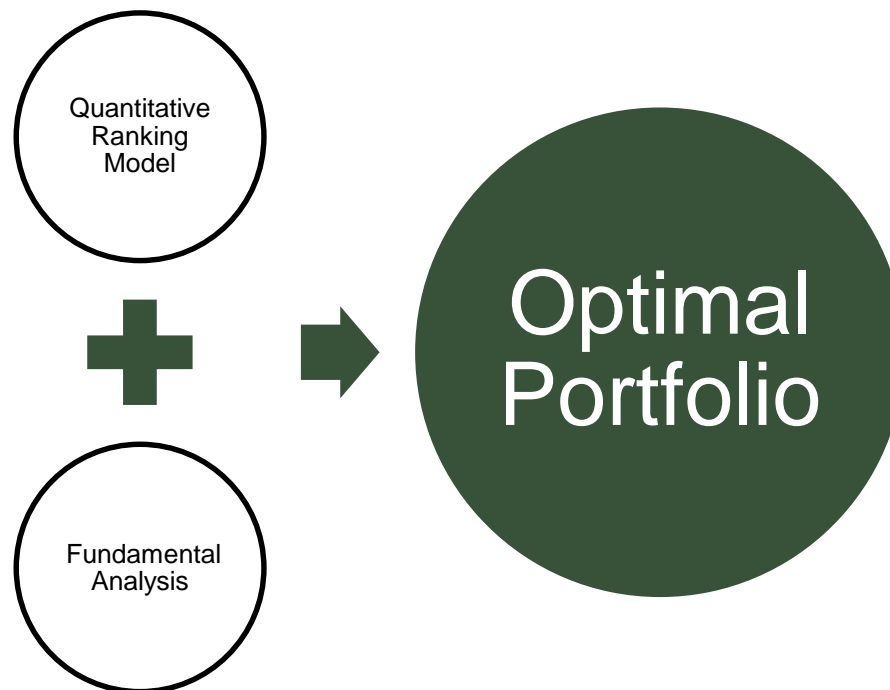 Quantitative
Ranking
Model
Fundamental
Analysis
Optimal
Portfolio